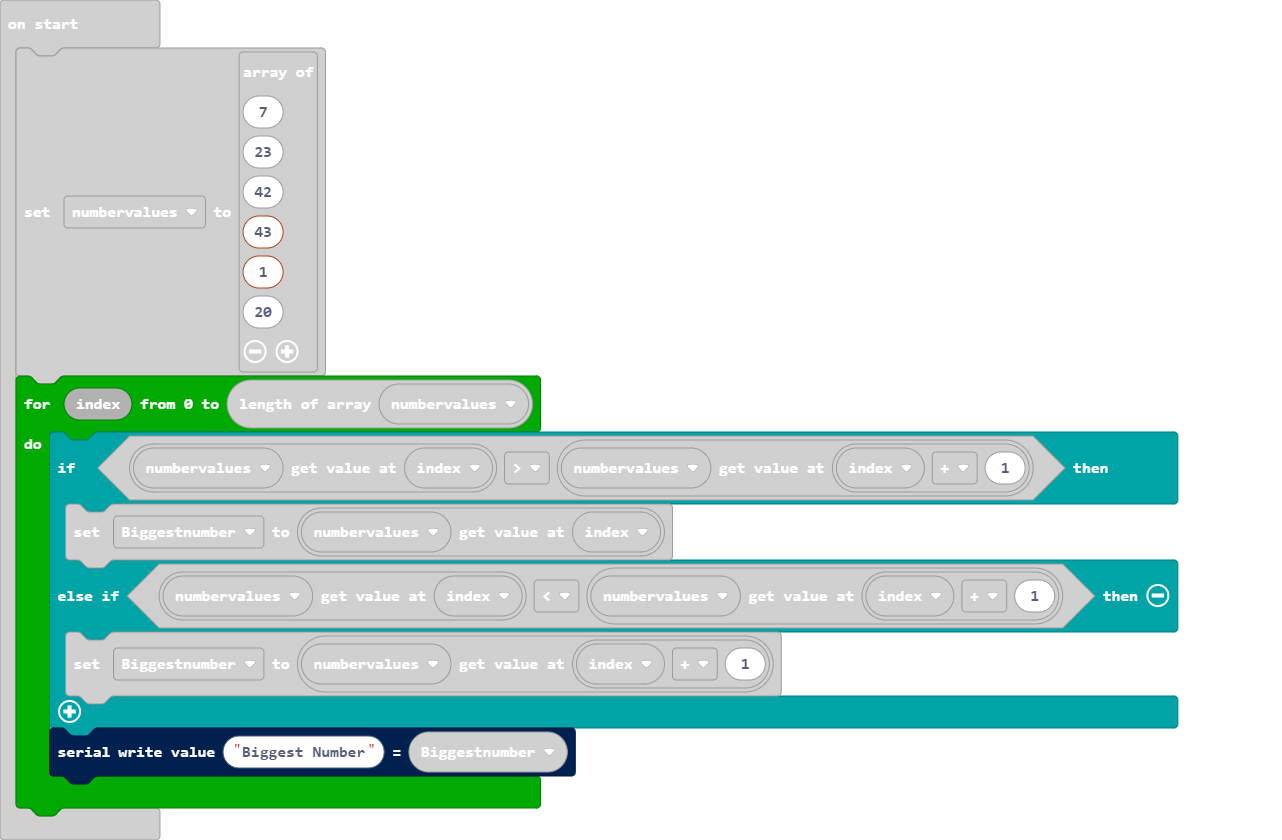 on start
array of
7
23
42
43
1
20
set numbervalues to
for index from 0 to length of array numbervalues
do
if numbervalues get value at index > numbervalues get value at index + 1 then
set Biggestnumber to numbervalues get value at index
else if numbervalues get value at index < numbervalues get value at index + 1 then
set Biggestnumber to numbervalues get value at index + 1
serial write value "Biggest Number" = Biggestnumber